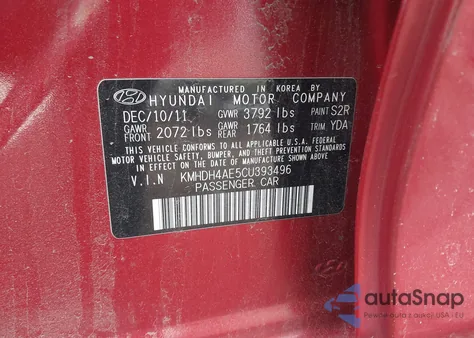 MANUFACTURED IN KOREA BY
HYUNDAI MOTOR COMPANY
DEC/10/11 GVWR 3792 lbs PAINT S2R
GAWR FRONT 2072 lbs GAWR REAR 1764 lbs TRIM YDA
THIS VEHICLE CONFORMS TO ALL APPLICABLE U.S.A. FEDERAL
MOTOR VEHICLE SAFETY, BUMPER, AND THEFT PREVENTION
STANDARDS IN EFFECT ON THE DATE OF MANUFACTURE SHOWN ABOVE.
V.I.N KMHDH4AE5CU393496
PASSENGER CAR
autaSnap